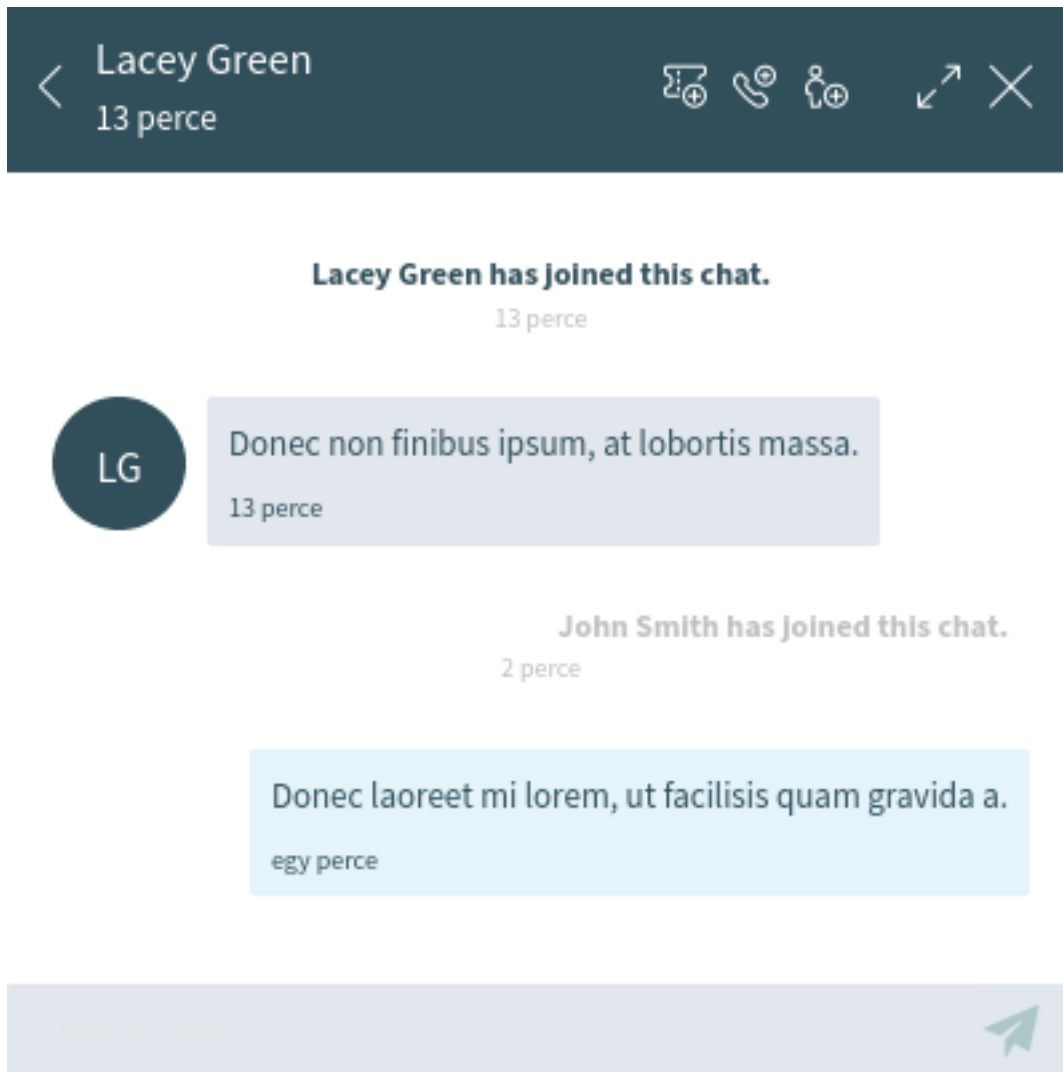 Lacey Green
13 perce
Lacey Green has joined this chat.
13 perce
LG
Donec non finibus ipsum, at lobortis massa.
13 perce
John Smith has joined this chat.
2 perce
Donec laoreet mi lorem, ut facilisis quam gravida a.
egy perce